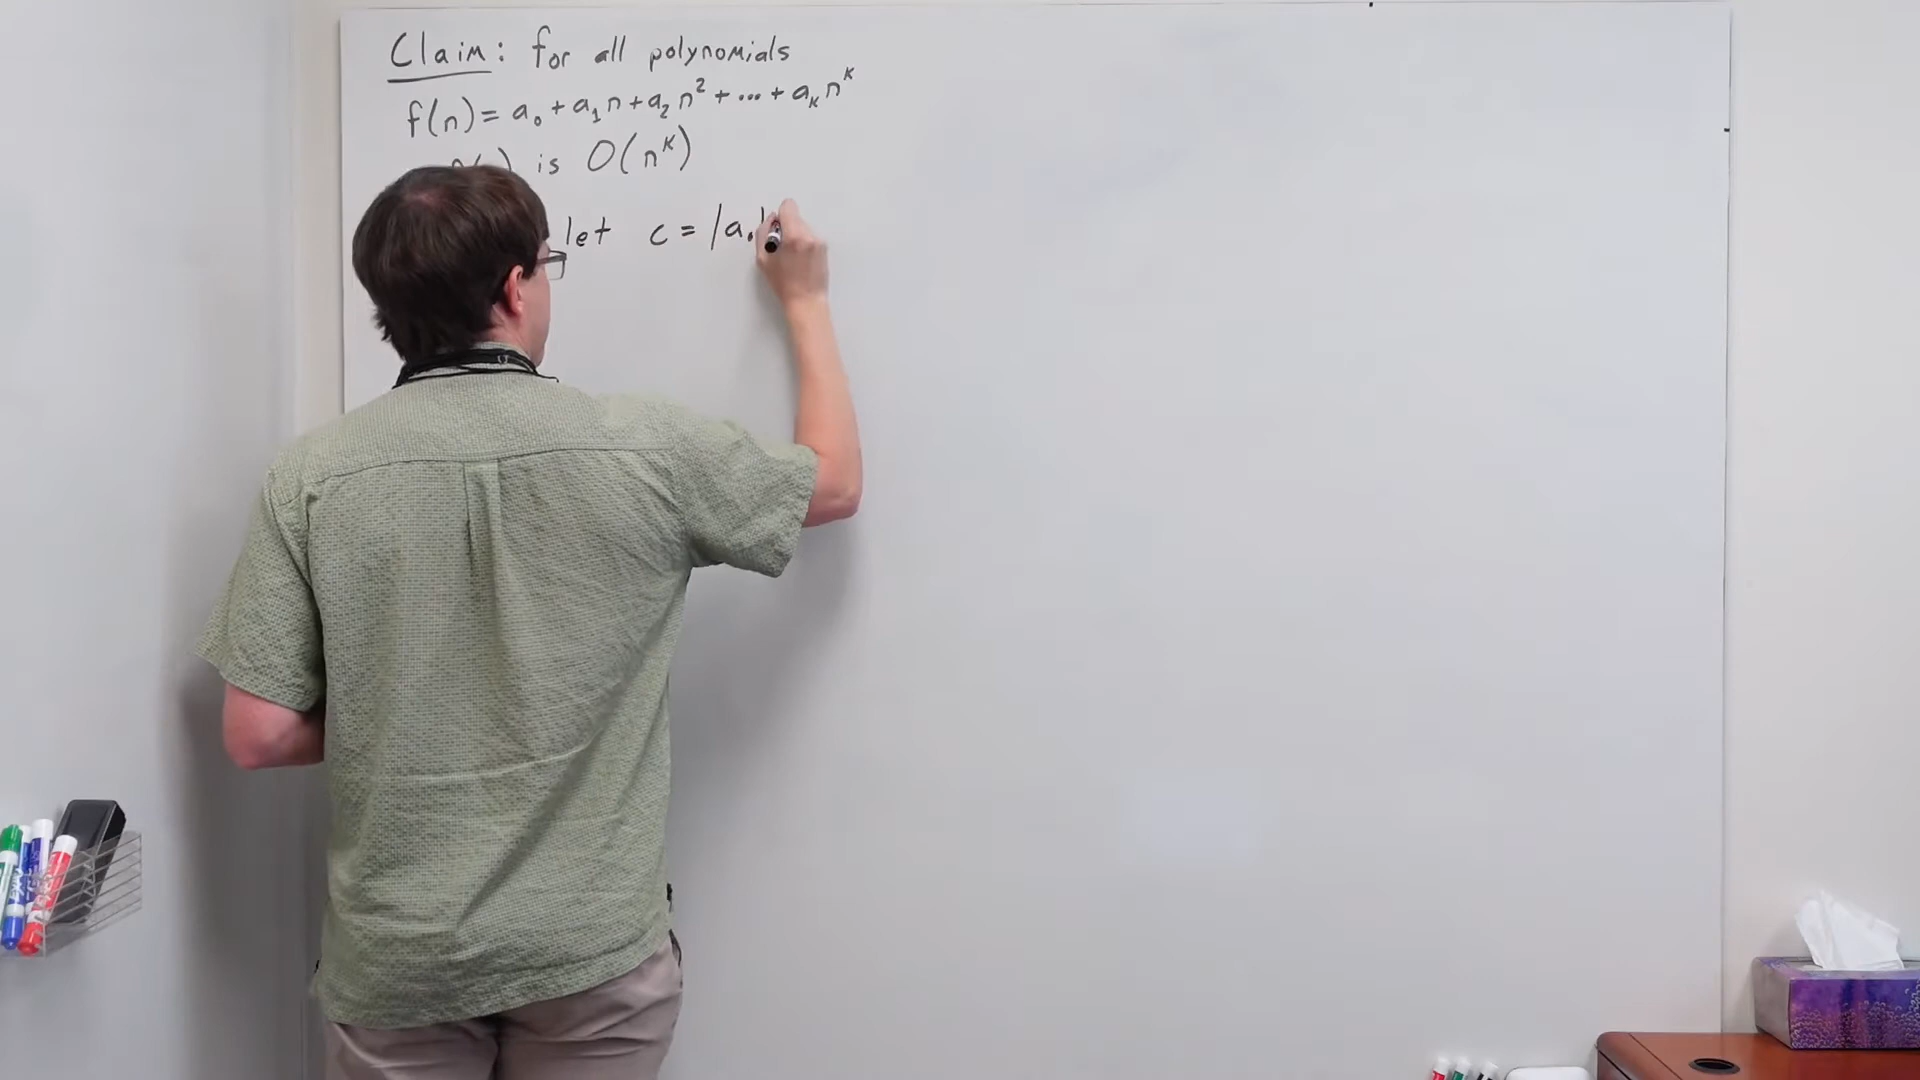 Claim: for all polynomials
f(n) = a₀ + a₁n + a₂n² + ... + aₖnᵏ
is O(nᵏ)
let c = |a₀|